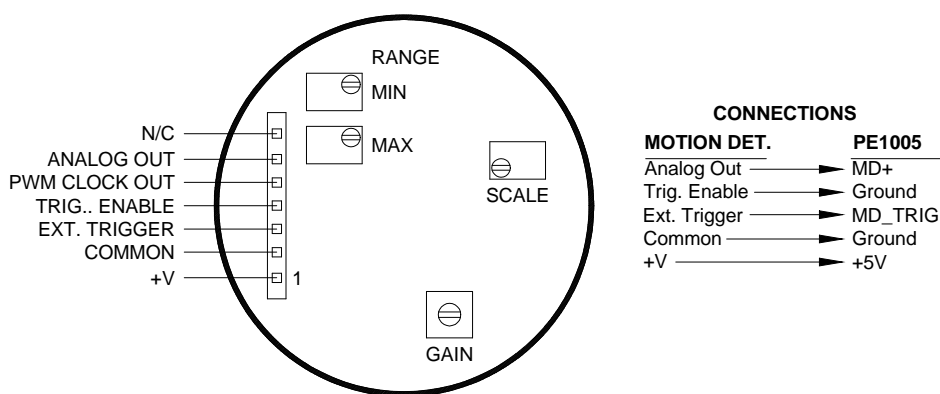 RANGE
MIN
MAX
SCALE
GAIN
N/C
ANALOG OUT
PWM CLOCK OUT
TRIG.. ENABLE
EXT. TRIGGER
COMMON
+V
1
CONNECTIONS
MOTION DET. PE1005
Analog Out MD+
Trig. Enable Ground
Ext. Trigger MD_TRIG
Common Ground
+V +5V